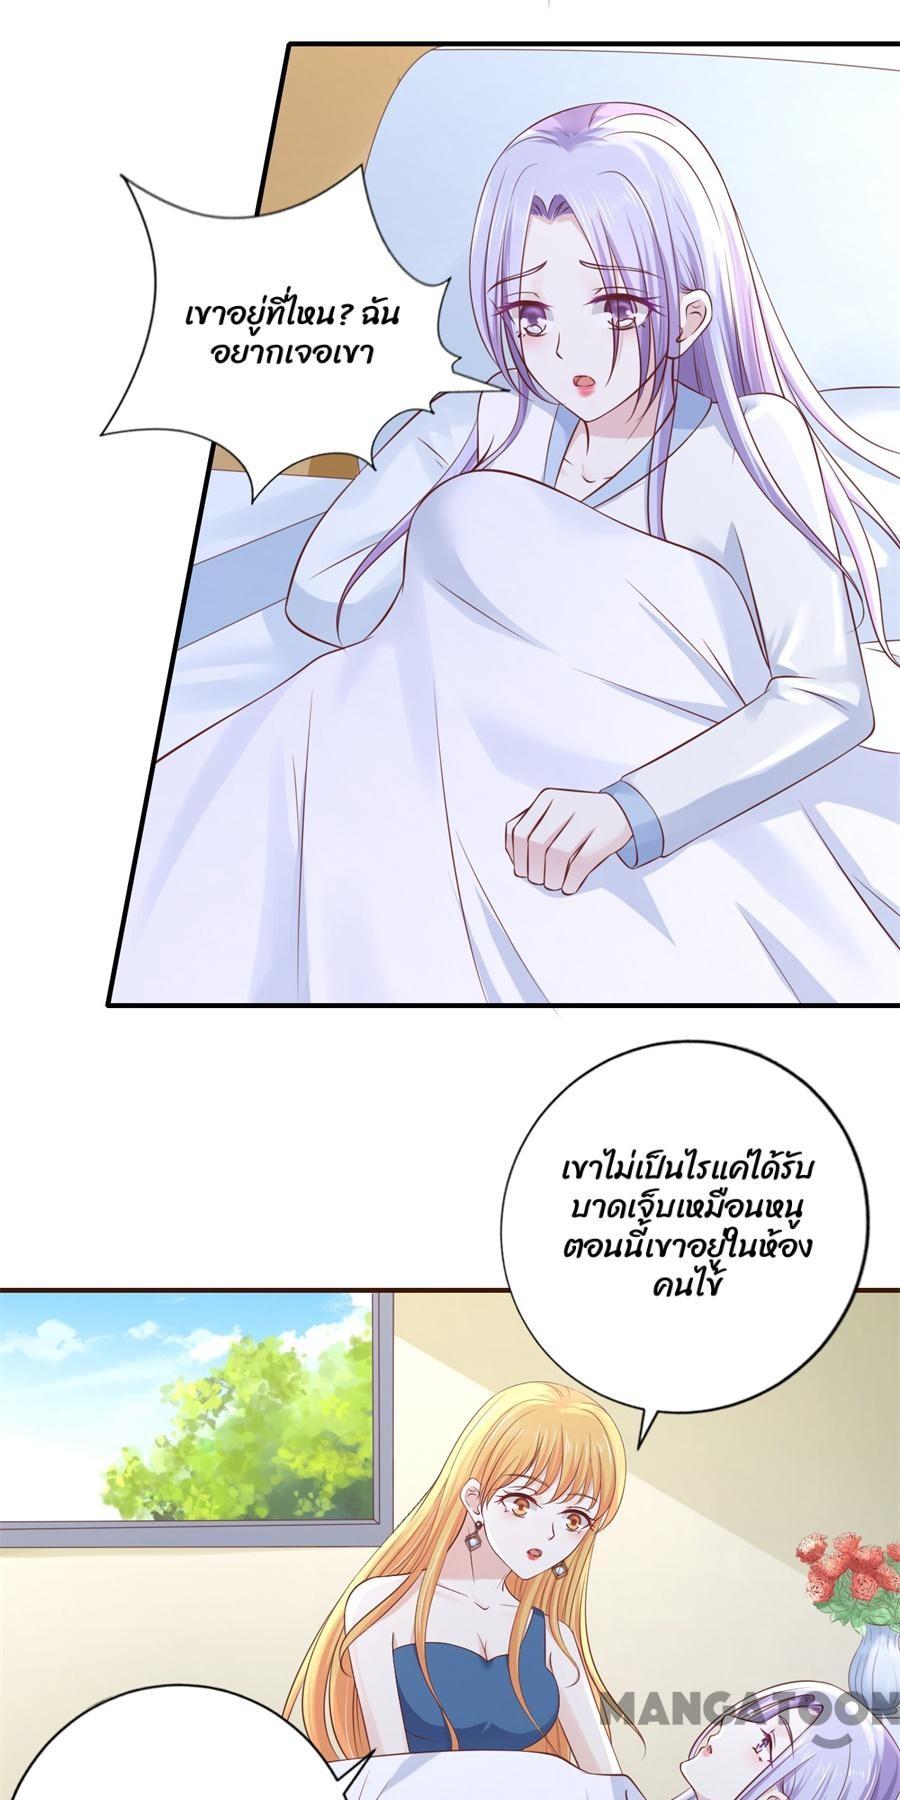 เขาอยู่ที่ไหน? ฉัน
อยากเจอเขา
เขาไม่เป็นไรแค่ได้รับ
บาดเจ็บเหมือนหนู
ตอนนี้เขาอยู่ในห้อง
คนไข้
MANGATOON